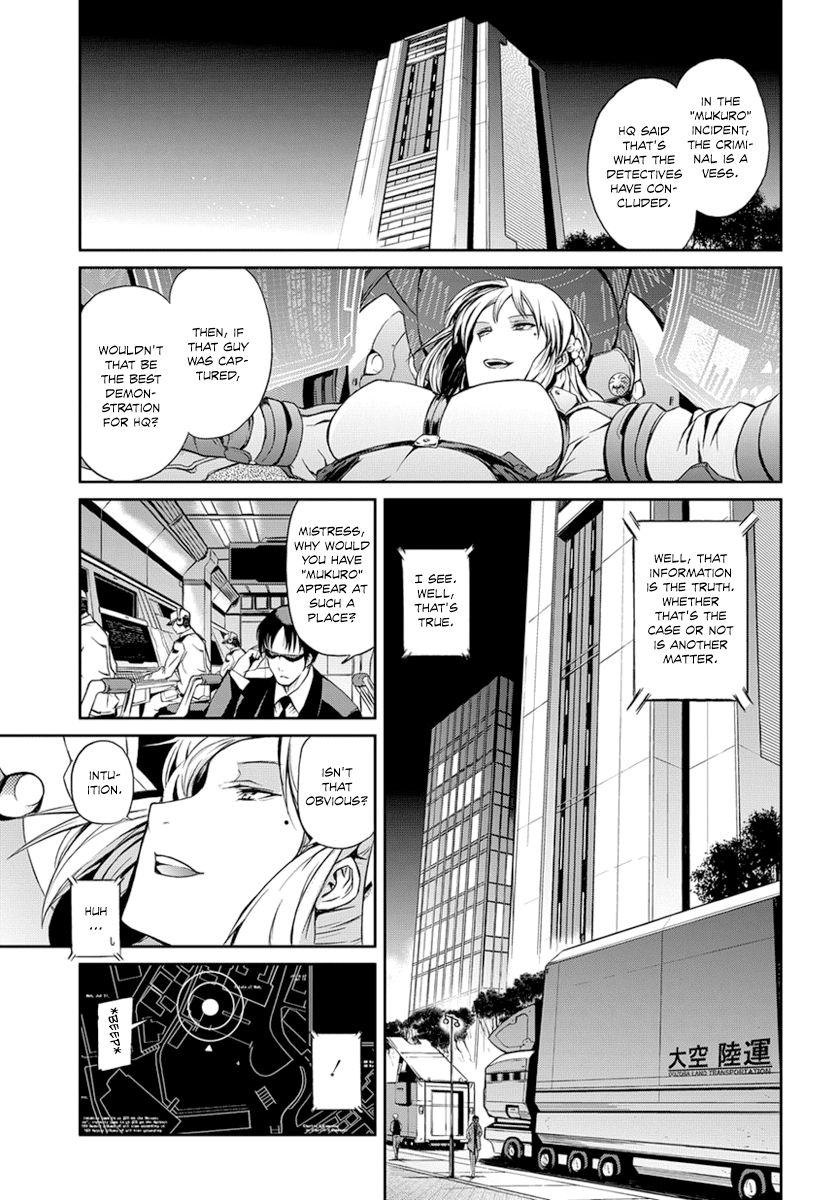 IN THE
"MUKURO"
INCIDENT,
THE CRIMI-
NAL IS A
VESS.
HQ SAID
THAT'S
WHAT THE
DETECTIVES
HAVE CON-
CLUDED.
THEN, IF
THAT GUY
WAS CAP-
TURED,
WOULDN'T
THAT BE
THE BEST
DEMON-
STRATION
FOR HQ?
WELL, THAT
INFORMATION
IS THE TRUTH.
WHETHER
THAT'S THE
CASE OR NOT
IS ANOTHER
MATTER.
I SEE.
WELL,
THAT'S
TRUE.
大空 陸運
OOZORA LAND TRANSPORTATION
MISTRESS,
WHY WOULD
YOU HAVE
"MUKURO"
APPEAR AT
SUCH A
PLACE?
ISN'T
THAT
OBVIOUS?
INTU-
ITION.
HUH
...
!
*BEEP*